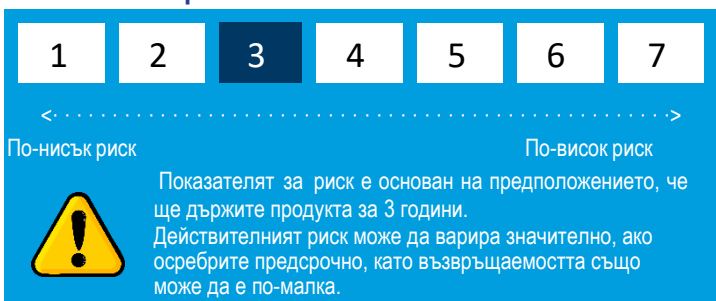 1 2 3 4 5 6 7
По-нисък риск По-висок риск
Показателят за риск е основан на предположението, че
ще държите продукта за 3 години.
Действителният риск може да варира значително, ако
осребрите предсрочно, като възвръщаемостта също
може да е по-малка.